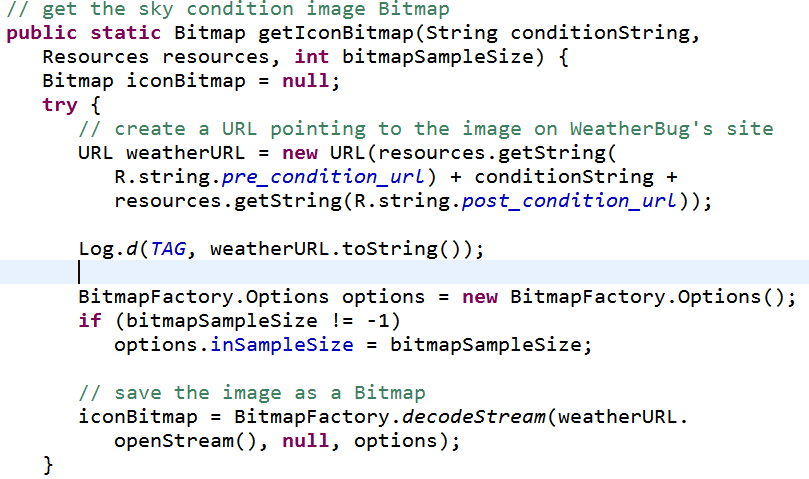 // get the sky condition image Bitmap
public static Bitmap getIconBitmap(String conditionString,
Resources resources, int bitmapSampleSize) {
Bitmap iconBitmap = null;
try {
// create a URL pointing to the image on WeatherBug's site
URL weatherURL = new URL(resources.getString(
R.string.pre_condition_url) + conditionString +
resources.getString(R.string.post_condition_url));
Log.d(TAG, weatherURL.toString());
BitmapFactory.Options options = new BitmapFactory.Options();
if (bitmapSampleSize != -1)
options.inSampleSize = bitmapSampleSize;
// save the image as a Bitmap
iconBitmap = BitmapFactory.decodeStream(weatherURL.
openStream(), null, options);
}